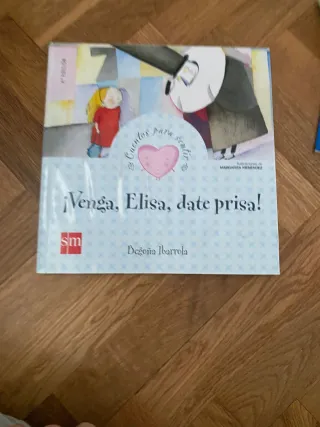 Cuentos para sentir
¡Venga, Elisa, date prisa!
sm
Begoña Ibarrola